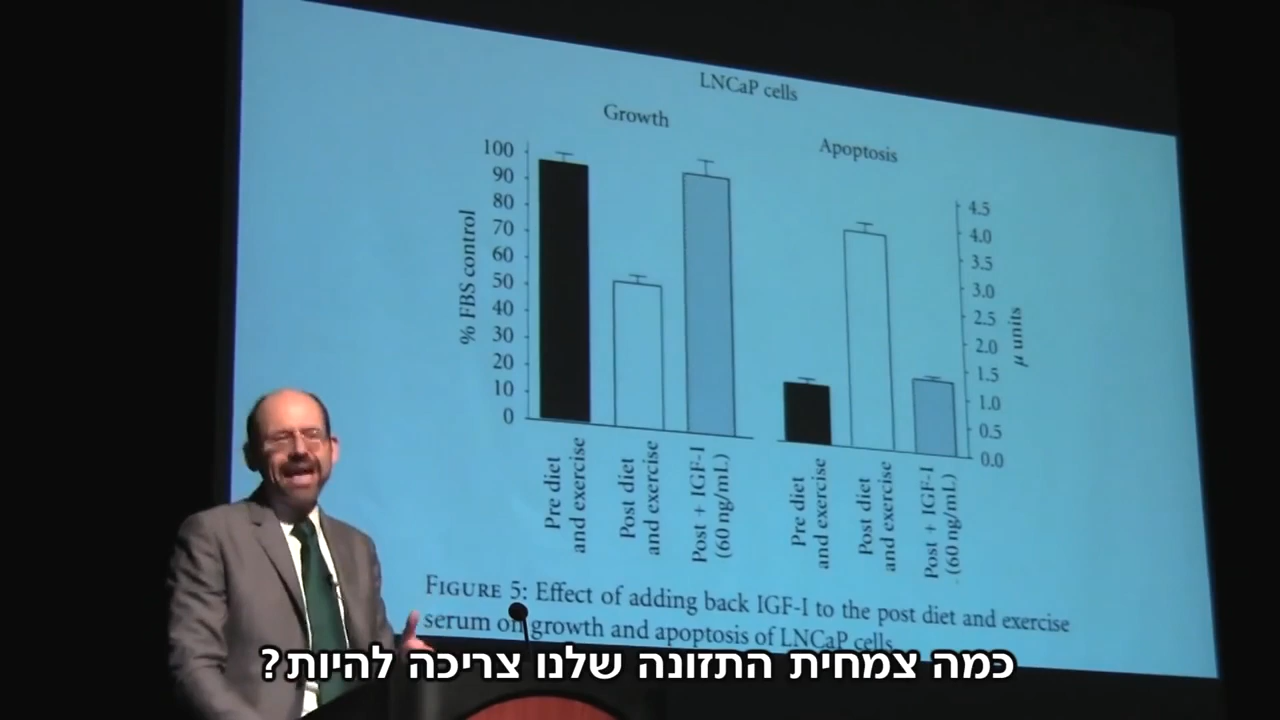 LNCaP cells
Growth
Apoptosis
% FBS control
100
90
80
70
60
50
40
30
20
10
0
4.5
4.0
3.5
3.0
2.5
2.0
1.5
1.0
0.5
0.0
µ units
Pre diet
and exercise
Post diet
and exercise
Post + IGF-I
(60 ng/mL)
Pre diet
and exercise
Post diet
and exercise
Post + IGF-I
(60 ng/mL)
FIGURE 5: Effect of adding back IGF-I to the post diet and exercise
serum on growth and apoptosis of LNCaP cells.
כמה צמחית התזונה שלנו צריכה להיות?